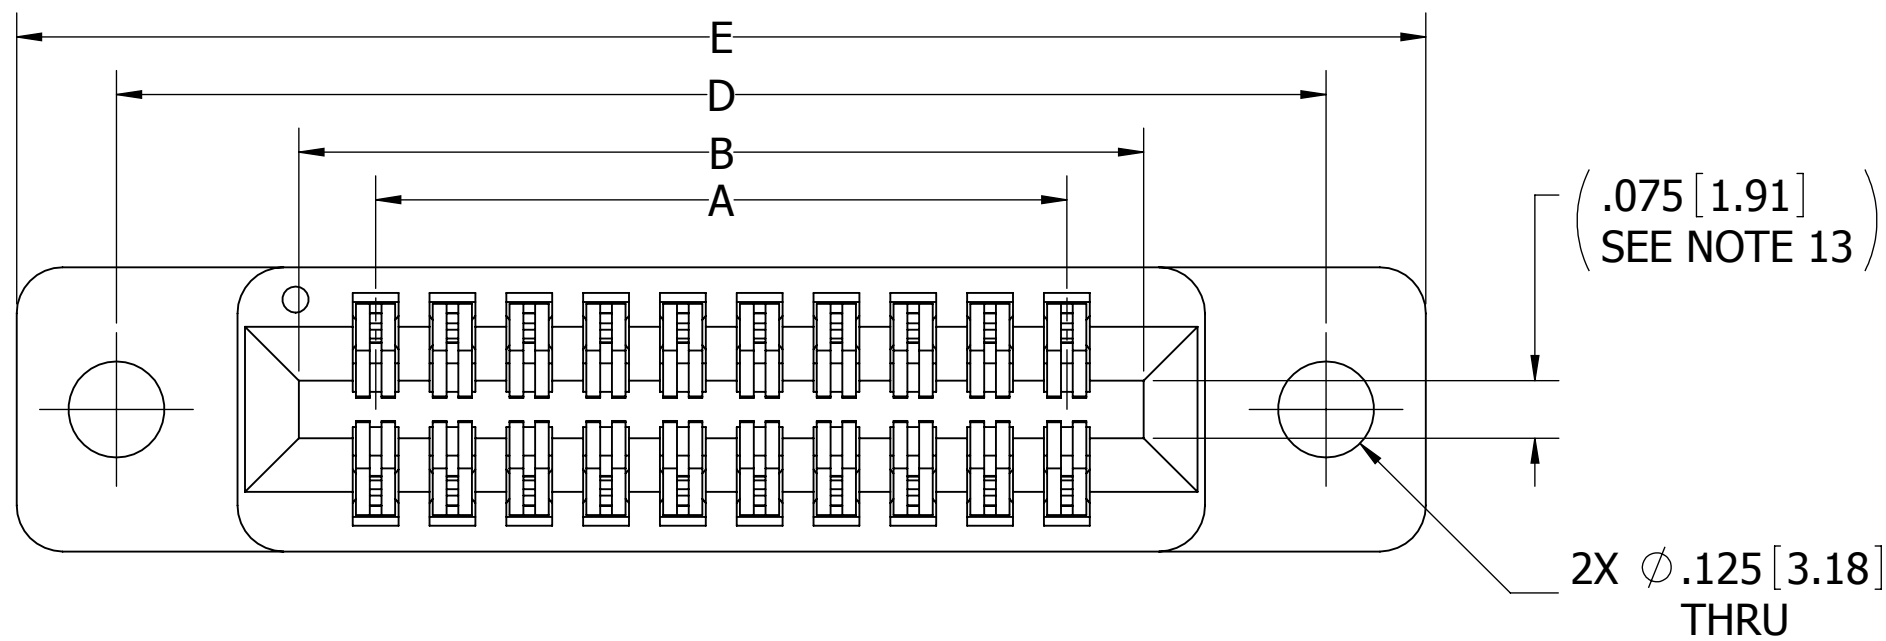 E
D
B
A
(.075[1.91]
SEE NOTE 13)
2X ∅.125[3.18]
THRU